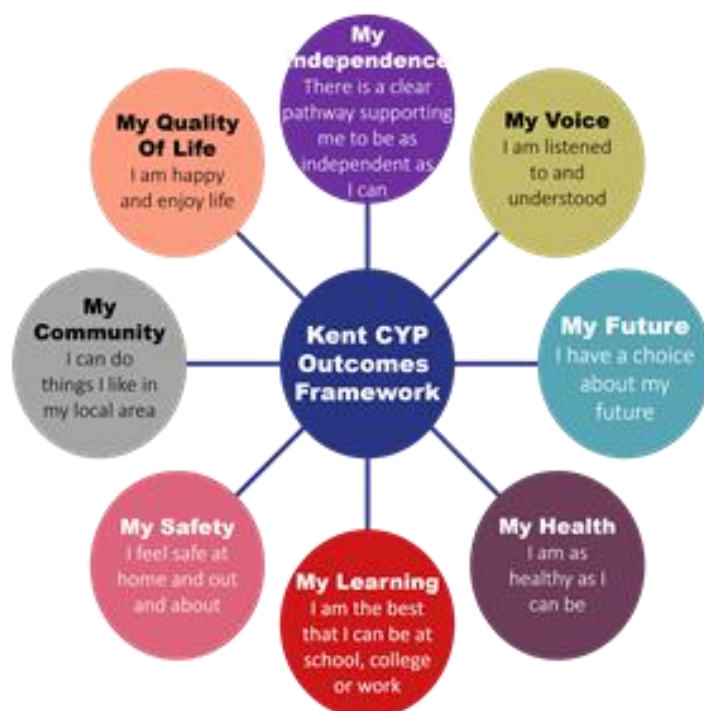 My
Independence
There is a clear
pathway supporting
me to be as
independent as
I can
My Voice
I am listened
to and
understood
My Future
I have a choice
about my
future
My Health
I am as
healthy as I
can be
My Learning
I am the best
that I can be at
school, college
or work
My Safety
I feel safe at
home and out
and about
My
Community
I can do
things I like in
my local area
My Quality
Of Life
I am happy
and enjoy life
Kent CYP
Outcomes
Framework